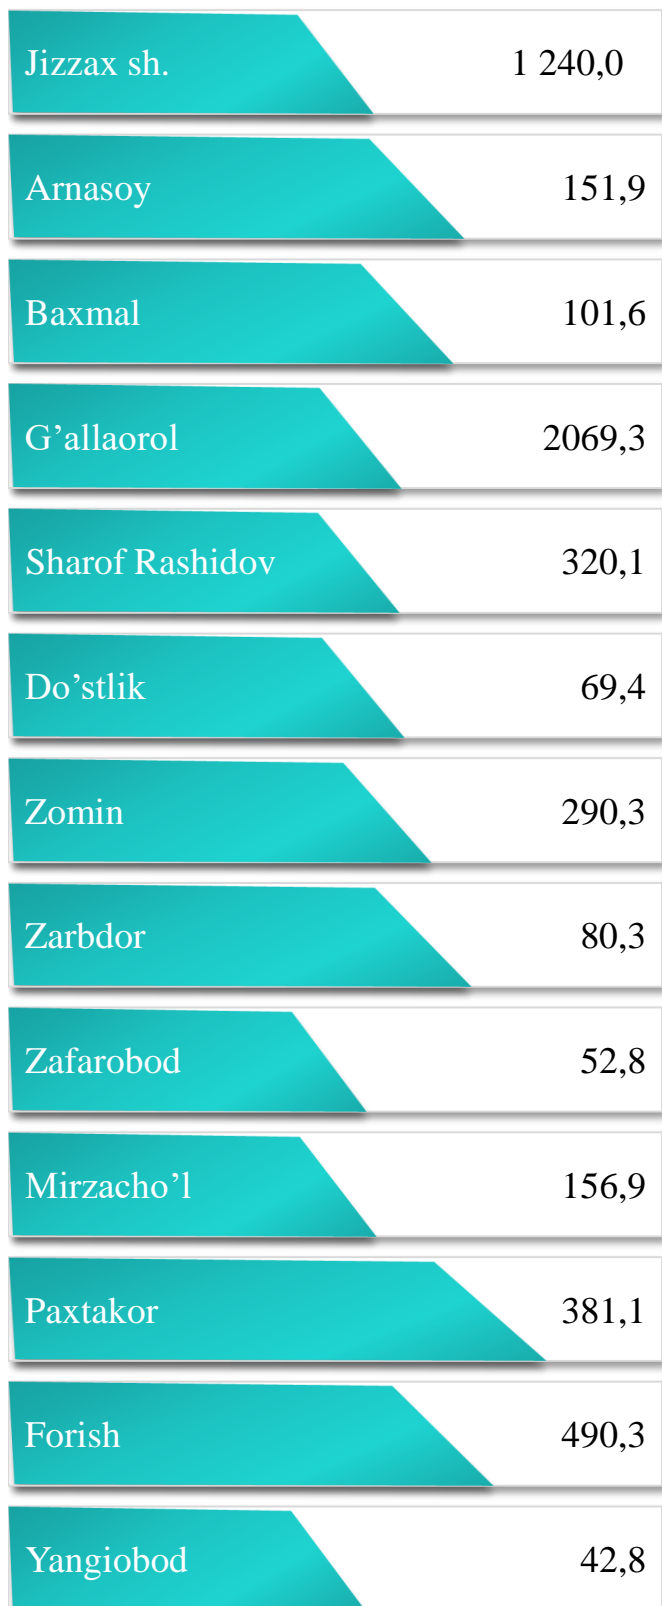 Jizzax sh. 1 240,0
Arnasoy 151,9
Baxmal 101,6
G’allaorol 2069,3
Sharof Rashidov 320,1
Do’stlik 69,4
Zomin 290,3
Zarbdor 80,3
Zafarobod 52,8
Mirzacho’l 156,9
Paxtakor 381,1
Forish 490,3
Yangiobod 42,8